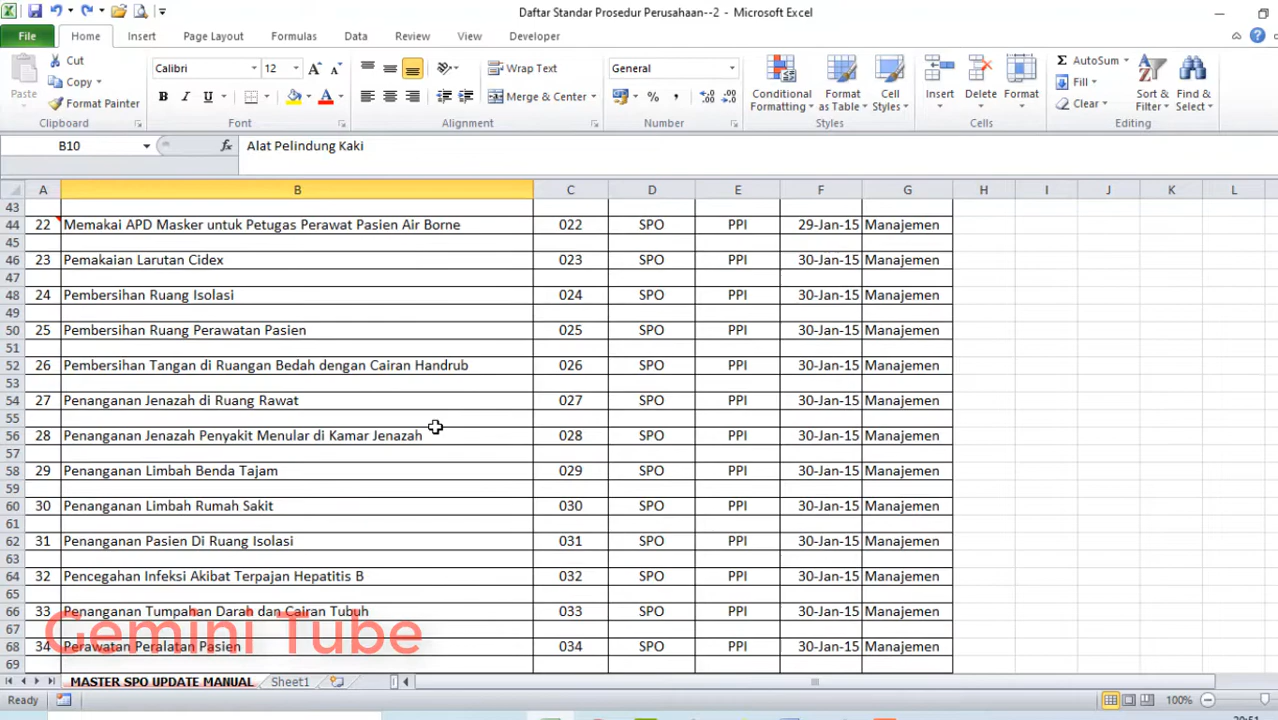 Daftar Standar Prosedur Perusahaan--2 - Microsoft Excel
File Home Insert Page Layout Formulas Data Review View Developer
Paste Cut Copy Format Painter
Calibri 12 B I U
Wrap Text Merge & Center
General % ,
Conditional Formatting Format as Table Cell Styles
Insert Delete Format
Σ AutoSum Fill Clear Sort & Filter Find & Select
Clipboard Font Alignment Number Styles Cells Editing
B10 fx Alat Pelindung Kaki
A B C D E F G H I J K L
43
44 22 Memakai APD Masker untuk Petugas Perawat Pasien Air Borne 022 SPO PPI 29-Jan-15 Manajemen
45
46 23 Pemakaian Larutan Cidex 023 SPO PPI 30-Jan-15 Manajemen
47
48 24 Pembersihan Ruang Isolasi 024 SPO PPI 30-Jan-15 Manajemen
49
50 25 Pembersihan Ruang Perawatan Pasien 025 SPO PPI 30-Jan-15 Manajemen
51
52 26 Pembersihan Tangan di Ruangan Bedah dengan Cairan Handrub 026 SPO PPI 30-Jan-15 Manajemen
53
54 27 Penanganan Jenazah di Ruang Rawat 027 SPO PPI 30-Jan-15 Manajemen
55
56 28 Penanganan Jenazah Penyakit Menular di Kamar Jenazah 028 SPO PPI 30-Jan-15 Manajemen
57
58 29 Penanganan Limbah Benda Tajam 029 SPO PPI 30-Jan-15 Manajemen
59
60 30 Penanganan Limbah Rumah Sakit 030 SPO PPI 30-Jan-15 Manajemen
61
62 31 Penanganan Pasien Di Ruang Isolasi 031 SPO PPI 30-Jan-15 Manajemen
63
64 32 Pencegahan Infeksi Akibat Terpajan Hepatitis B 032 SPO PPI 30-Jan-15 Manajemen
65
66 33 Penanganan Tumpahan Darah dan Cairan Tubuh 033 SPO PPI 30-Jan-15 Manajemen
67
Gemini Tube
68 34 Perawatan Peralatan Pasien 034 SPO PPI 30-Jan-15 Manajemen
69
MASTER SPO UPDATE MANUAL Sheet1
Ready 100%